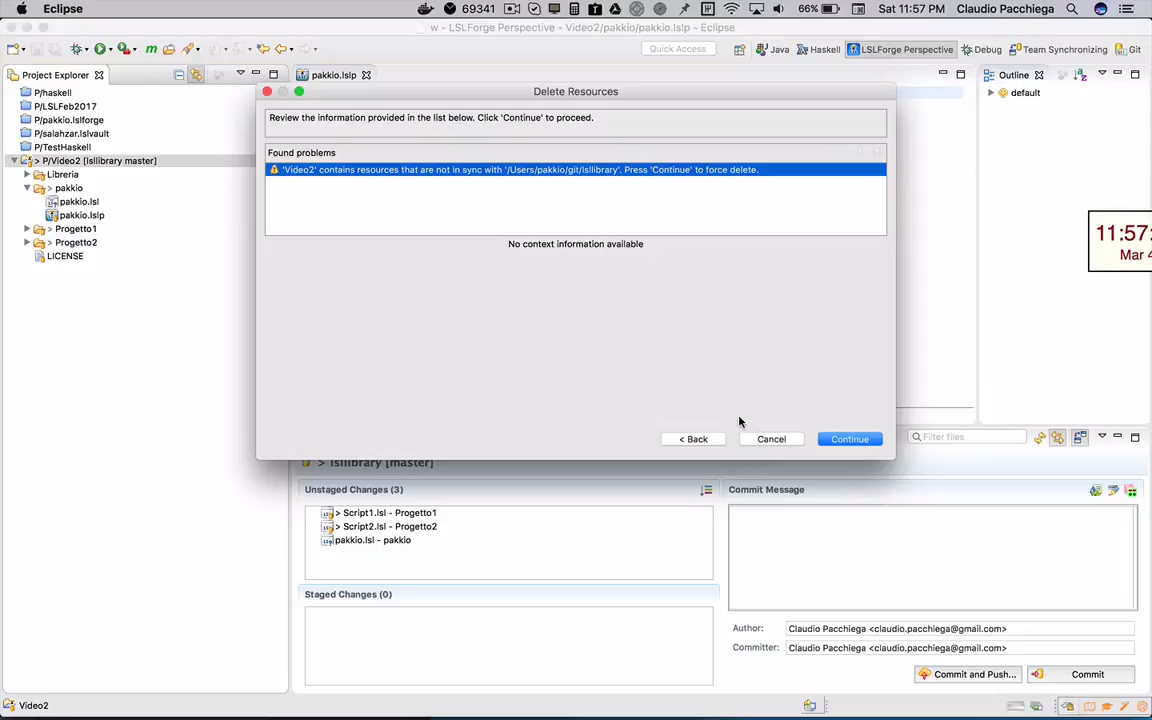 Eclipse 69341 66% Sat 11:57 PM Claudio Pacchiega
w - LSLForge Perspective - Video2/pakkio/pakkio.lslp - Eclipse
Quick Access Java Haskell LSLForge Perspective Debug Team Synchronizing Git
Project Explorer
pakkio.lslp
Outline
P/haskell
P/LSLFeb2017
P/pakkio.lslforge
P/salahzar.lslvault
P/TestHaskell
> P/Video2 [lsllibrary master]
Libreria
> pakkio
pakkio.lsl
pakkio.lslp
> Progetto1
> Progetto2
LICENSE
default
Delete Resources
Review the information provided in the list below. Click 'Continue' to proceed.
Found problems
'Video2' contains resources that are not in sync with '/Users/pakkio/git/lsllibrary'. Press 'Continue' to force delete.
No context information available
< Back Cancel Continue
11:57:
Mar 4
Filter files
> lsllibrary [master]
Unstaged Changes (3)
> Script1.lsl - Progetto1
> Script2.lsl - Progetto2
pakkio.lsl - pakkio
Staged Changes (0)
Commit Message
Author: Claudio Pacchiega <claudio.pacchiega@gmail.com>
Committer: Claudio Pacchiega <claudio.pacchiega@gmail.com>
Commit and Push... Commit
Video2